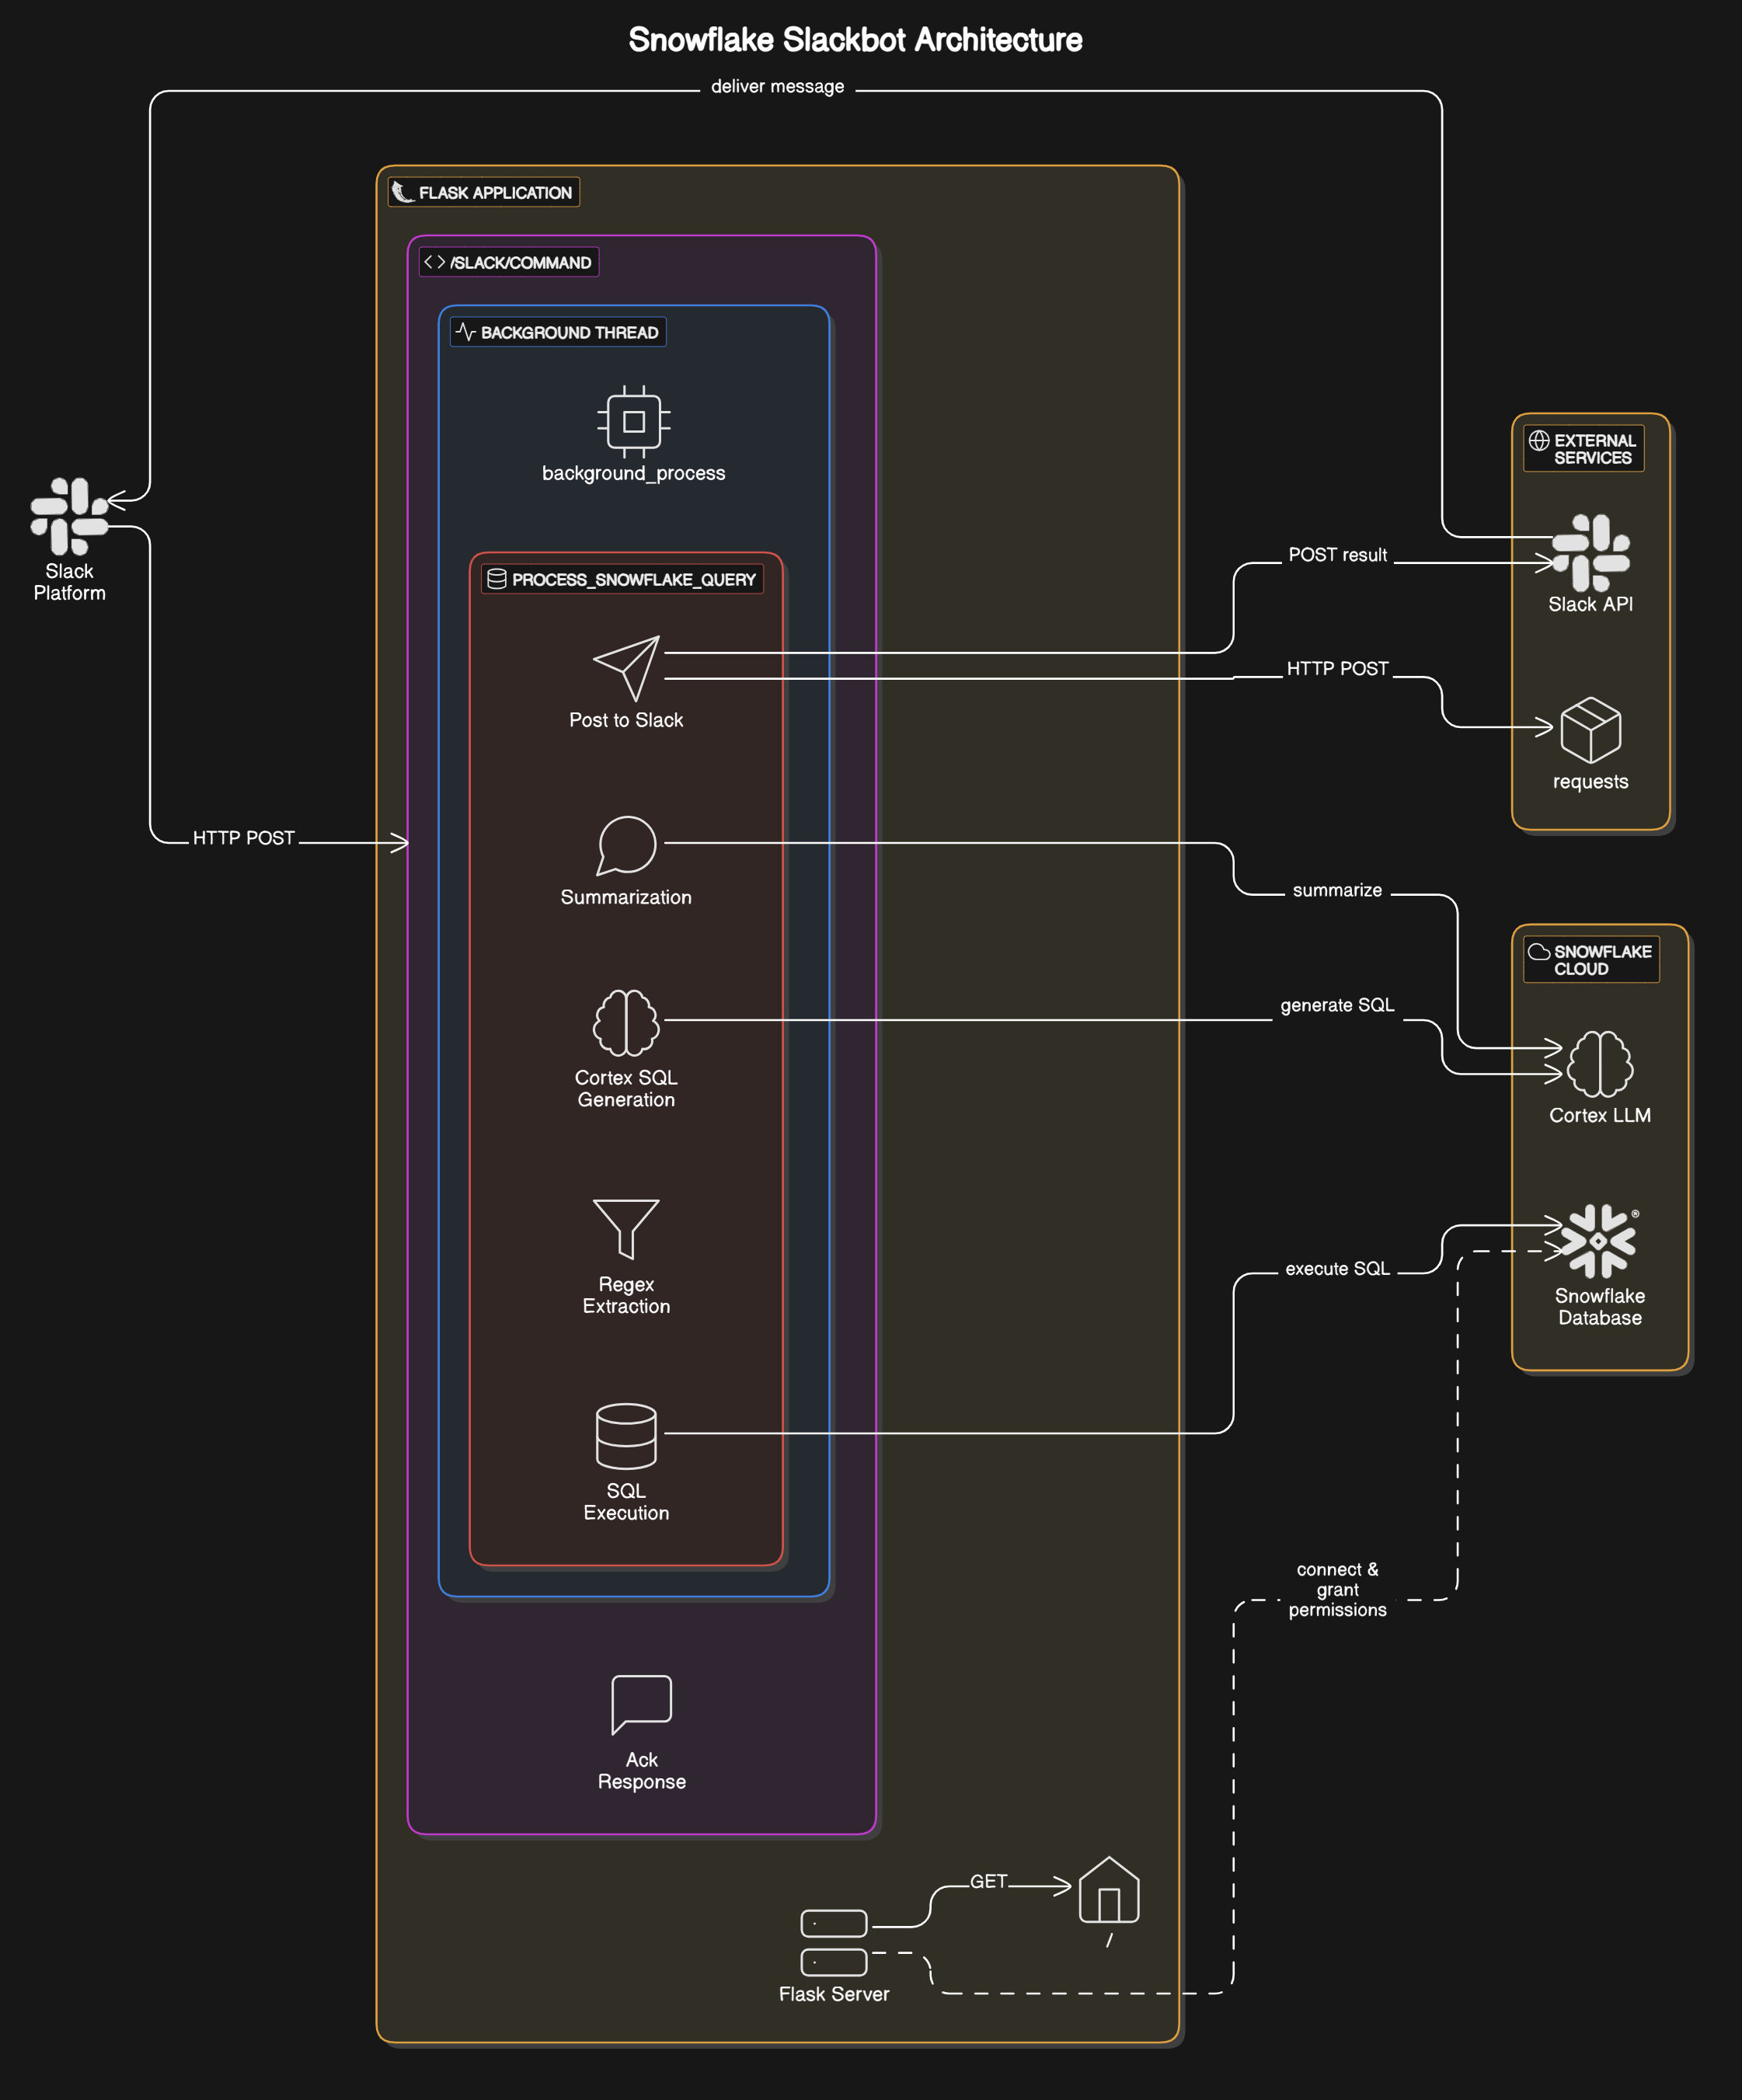 Snowflake Slackbot Architecture
deliver message
FLASK APPLICATION
/SLACK/COMMAND
BACKGROUND THREAD
background_process
EXTERNAL
SERVICES
Slack
Platform
POST result
Slack API
PROCESS_SNOWFLAKE_QUERY
Post to Slack
HTTP POST
requests
HTTP POST
Summarization
summarize
SNOWFLAKE
CLOUD
generate SQL
Cortex SQL
Generation
Cortex LLM
Regex
Extraction
execute SQL
®
Snowflake
Database
SQL
Execution
connect &
grant
permissions
Ack
Response
GET
/
Flask Server